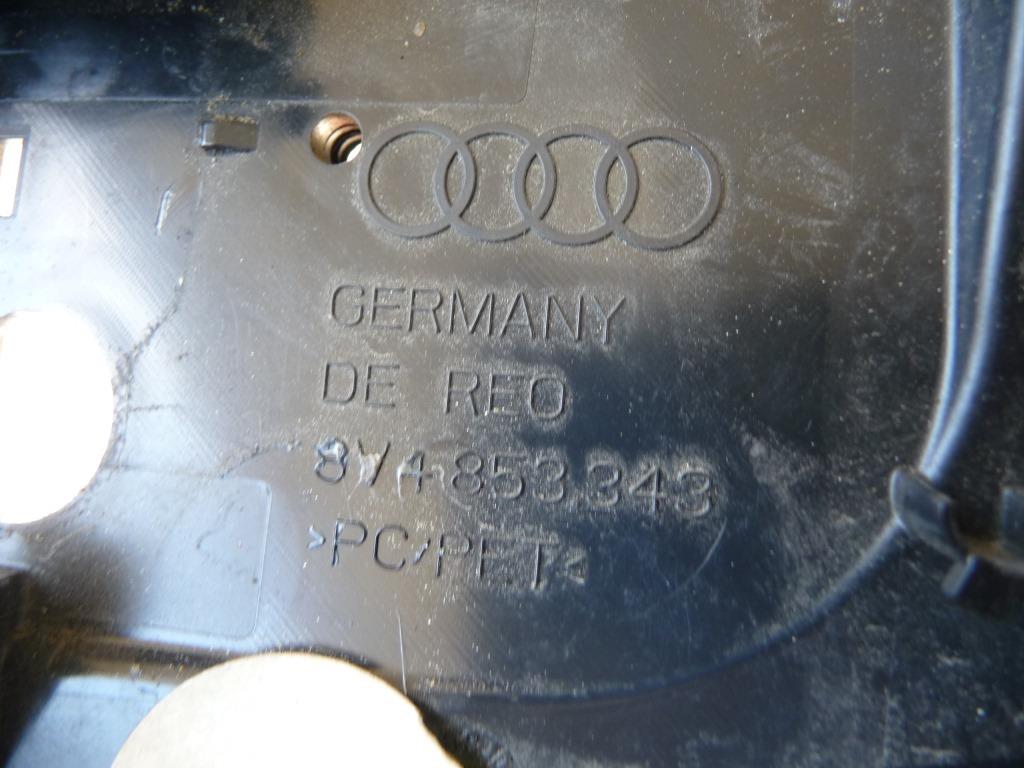 GERMANY
DE REO
8V4 853 343
>PC/PET<